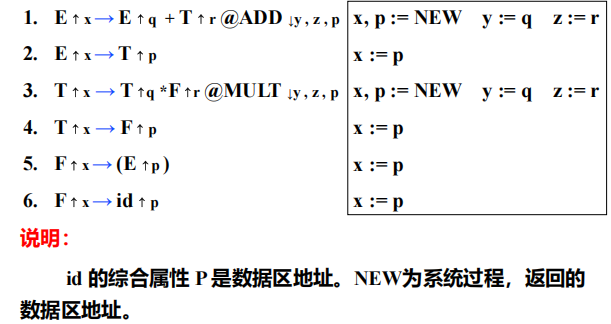 1. E↑x→E↑q +T↑r@ADD ↓y, z, p x, p := NEW y := q z := r
2. E↑x→T↑p x := p
3. T↑x→T↑q *F↑r@MULT ↓y, z, p x, p := NEW y := q z := r
4. T↑x→F↑p x := p
5. F↑x→(E↑p) x := p
6. F↑x→id↑p x := p
说明：
id 的综合属性 P 是数据区地址。NEW为系统过程，返回的
数据区地址。